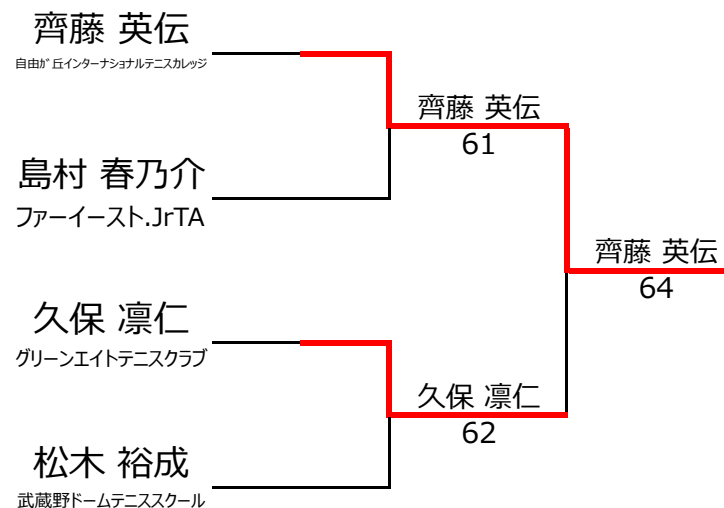 齊藤 英伝
自由が丘インターナショナルテニスカレッジ
齊藤 英伝
61
島村 春乃介
ファーイースト.JrTA
齊藤 英伝
64
久保 凛仁
グリーンエイトテニスクラブ
久保 凛仁
62
松木 裕成
武蔵野ドームテニススクール